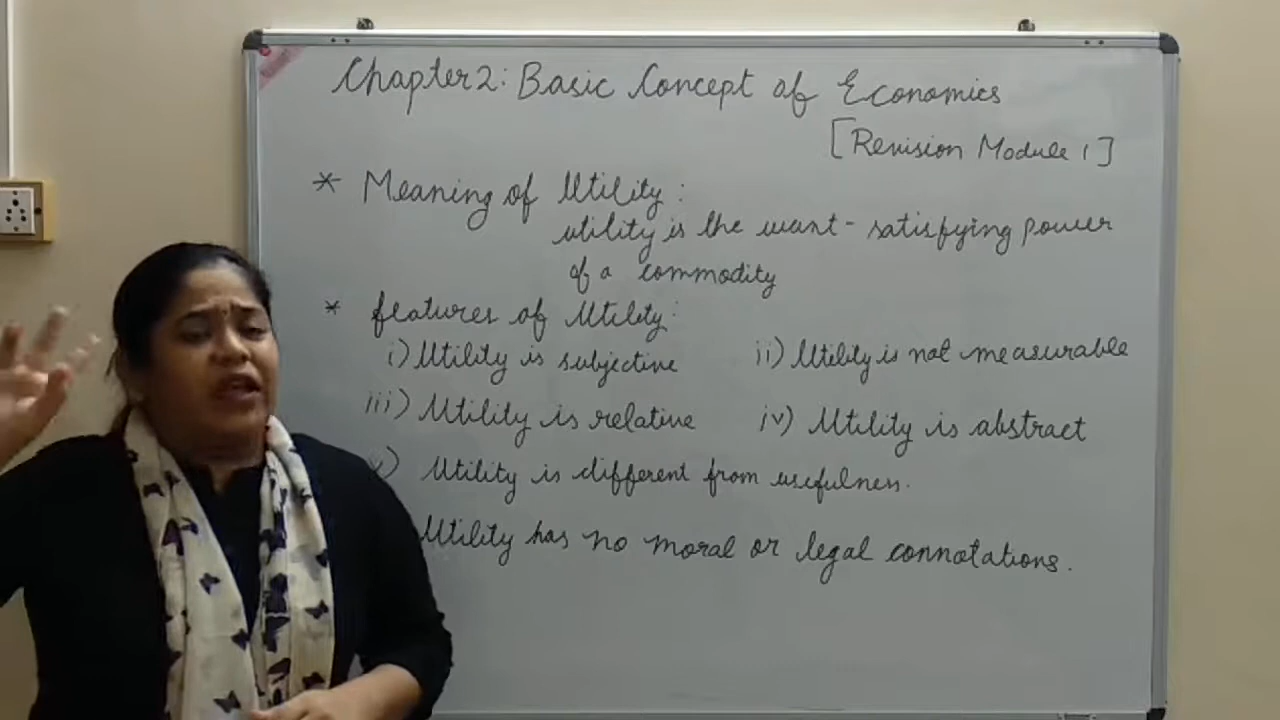 Chapter 2: Basic Concept of Economics
[Revision Module 1]
* Meaning of Utility:
utility is the want-satisfying power
of a commodity
* features of Utility:
i) Utility is subjective ii) Utility is not measurable
iii) Utility is relative iv) Utility is abstract
v) Utility is different from usefulness.
Utility has no moral or legal connotations.